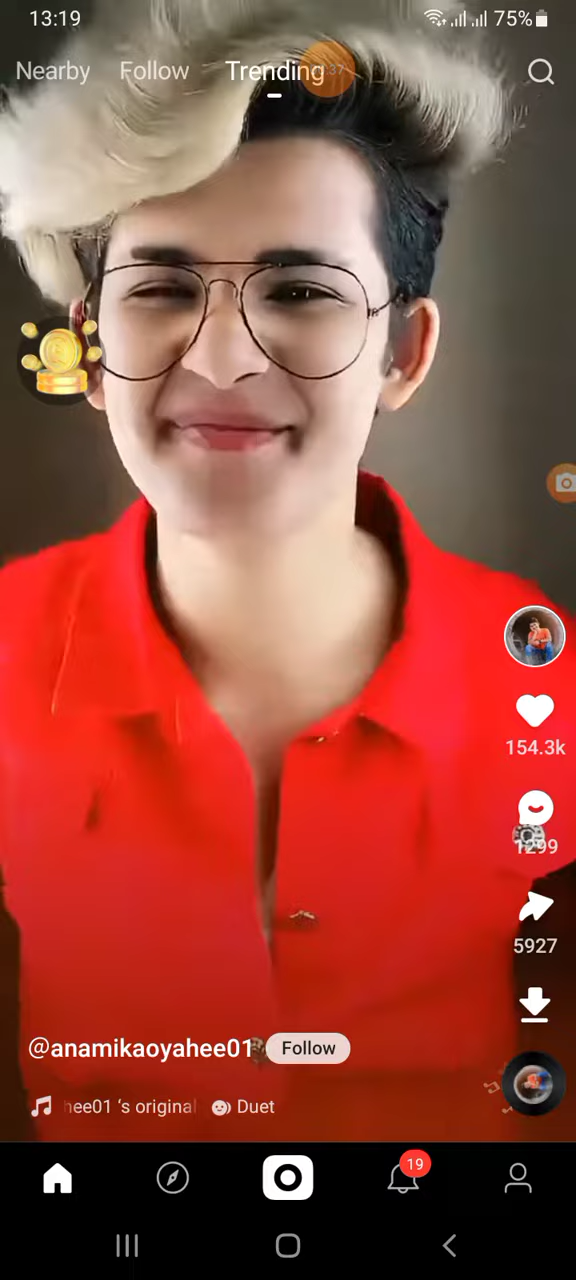 13:19 75%
Nearby Follow Trending
154.3k
1299
5927
@anamikaoyahee01 Follow
hee01 ‘s original Duet
19